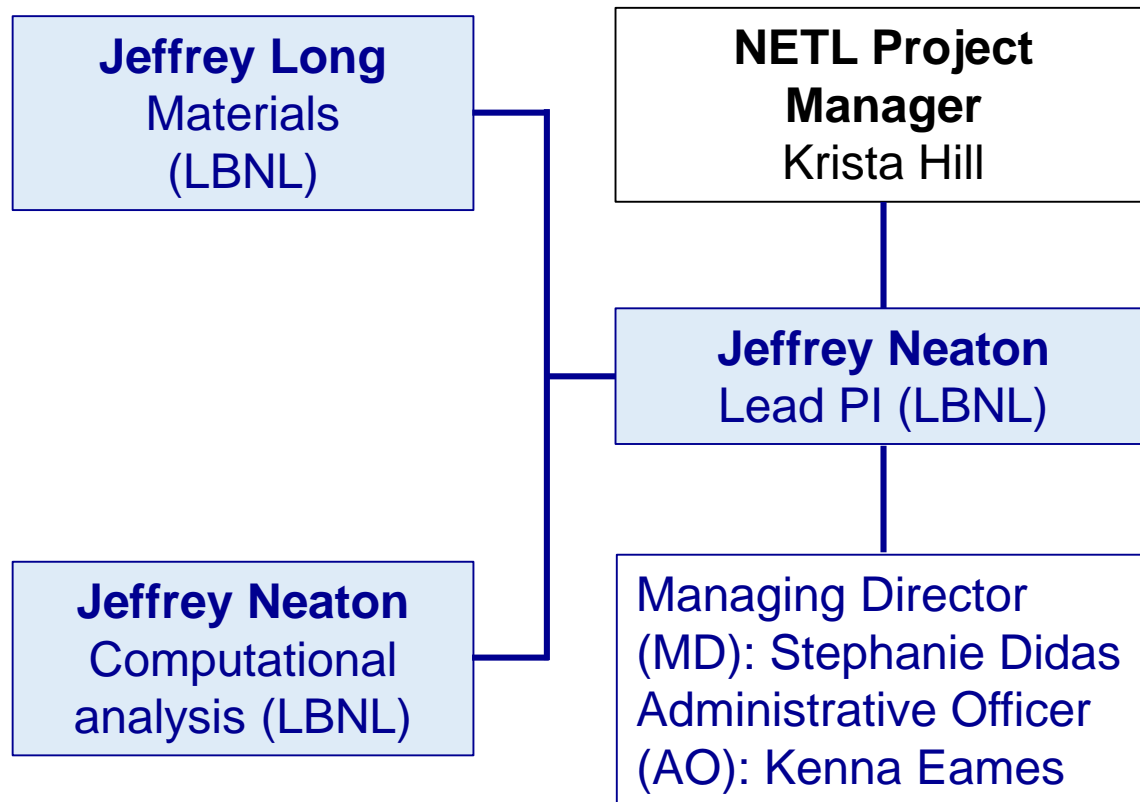 Jeffrey Long
Materials
(LBNL)
NETL Project
Manager
Krista Hill
Jeffrey Neaton
Lead PI (LBNL)
Jeffrey Neaton
Computational
analysis (LBNL)
Managing Director
(MD): Stephanie Didas
Administrative Officer
(AO): Kenna Eames